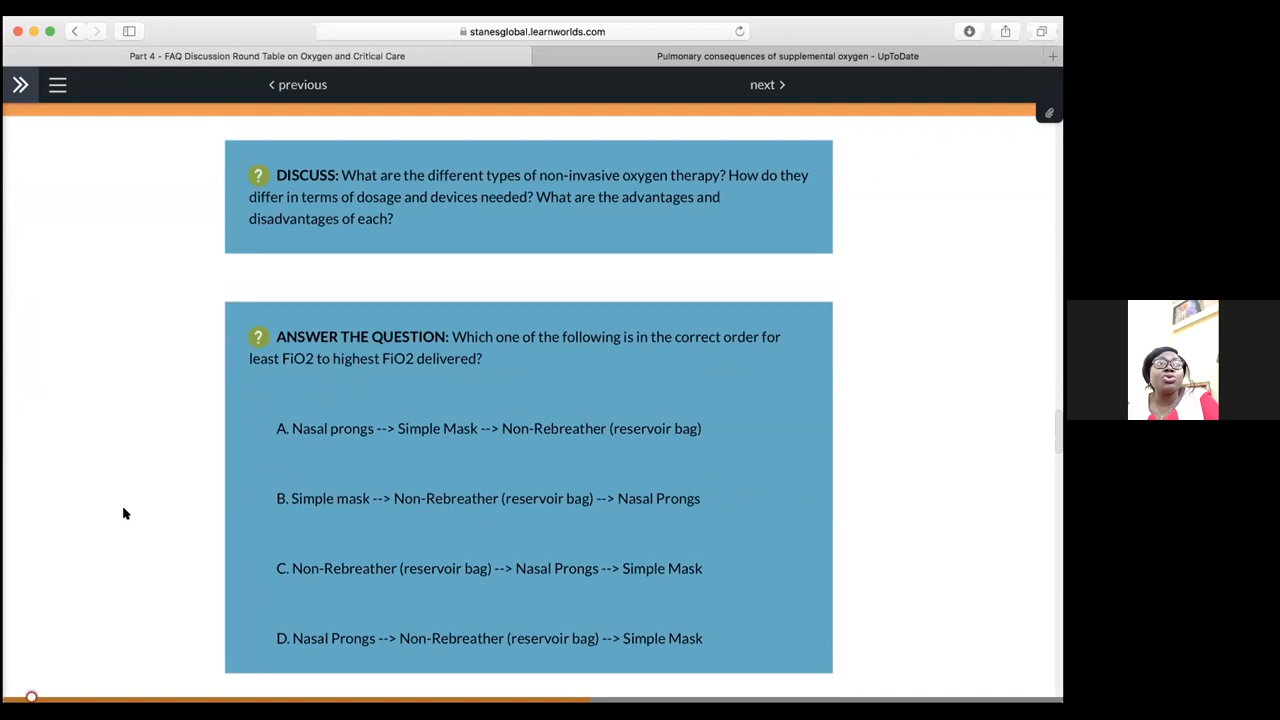 stanesglobal.learnworlds.com
Part 4 - FAQ Discussion Round Table on Oxygen and Critical Care
Pulmonary consequences of supplemental oxygen - UpToDate
< previous
next >
? DISCUSS: What are the different types of non-invasive oxygen therapy? How do they
differ in terms of dosage and devices needed? What are the advantages and
disadvantages of each?
? ANSWER THE QUESTION: Which one of the following is in the correct order for
least FiO2 to highest FiO2 delivered?
A. Nasal prongs --> Simple Mask --> Non-Rebreather (reservoir bag)
B. Simple mask --> Non-Rebreather (reservoir bag) --> Nasal Prongs
C. Non-Rebreather (reservoir bag) --> Nasal Prongs --> Simple Mask
D. Nasal Prongs --> Non-Rebreather (reservoir bag) --> Simple Mask